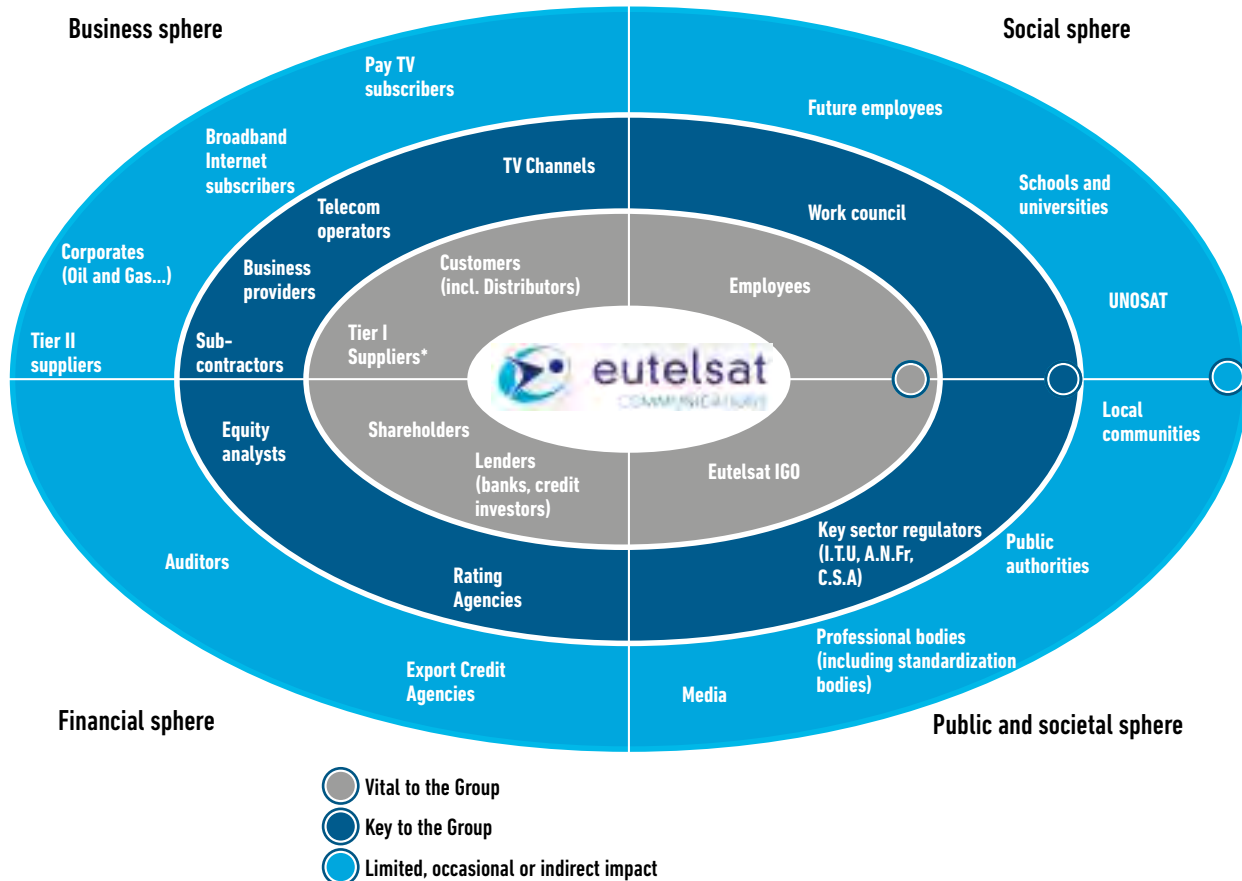 Business sphere
Social sphere
Pay TV
subscribers
Future employees
Broadband
Internet
subscribers
TV Channels
Schools and
universities
Telecom
operators
Work council
Corporates
(Oil and Gas...)
Business
providers
Customers
(incl. Distributors)
Employees
UNOSAT
Tier II
suppliers
Sub-
contractors
Tier I
Suppliers*
eutelsat
COMMUNICATIONS
Equity
analysts
Shareholders
Local
communities
Lenders
(banks, credit
investors)
Eutelsat IGO
Auditors
Rating
Agencies
Key sector regulators
(I.T.U, A.N.Fr,
C.S.A)
Public
authorities
Export Credit
Agencies
Media
Professional bodies
(including standardization
bodies)
Financial sphere
Public and societal sphere
Vital to the Group
Key to the Group
Limited, occasional or indirect impact